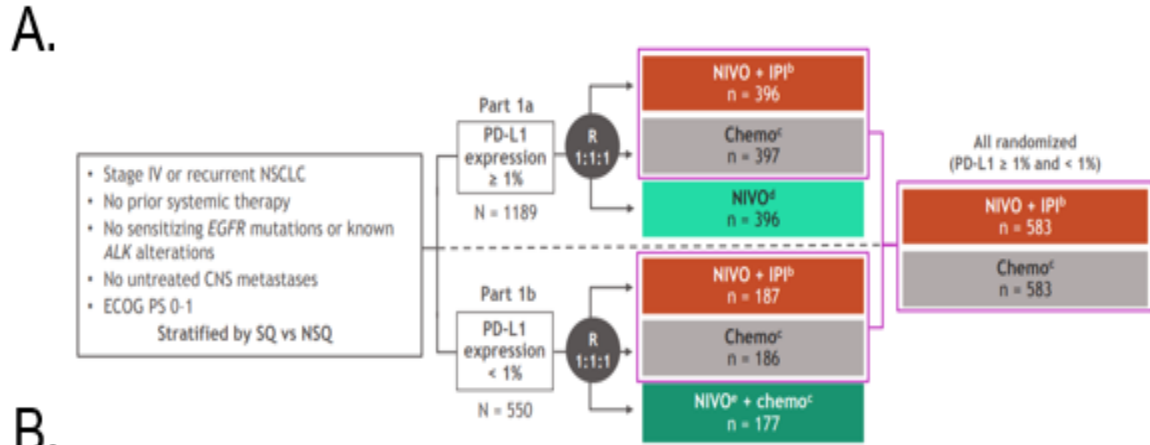 A.
• Stage IV or recurrent NSCLC
• No prior systemic therapy
• No sensitizing EGFR mutations or known
ALK alterations
• No untreated CNS metastases
• ECOG PS 0-1
Stratified by SQ vs NSQ
Part 1a
PD-L1
expression
≥ 1%
N = 1189
R
1:1:1
NIVO + IPIᵇ
n = 396
Chemoᶜ
n = 397
NIVOᵈ
n = 396
Part 1b
PD-L1
expression
< 1%
N = 550
R
1:1:1
NIVO + IPIᵇ
n = 187
Chemoᶜ
n = 186
NIVOᵉ + chemoᶜ
n = 177
All randomized
(PD-L1 ≥ 1% and < 1%)
NIVO + IPIᵇ
n = 583
Chemoᶜ
n = 583
B.